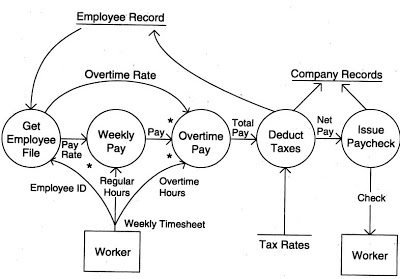 Employee Record
Overtime Rate
Company Records
Get
Employee
File
Pay
Rate
*
Weekly
Pay
Pay
*
*
Overtime
Pay
Total
Pay
Deduct
Taxes
Net
Pay
Issue
Paycheck
Employee ID
Regular
Hours
Overtime
Hours
Check
Weekly Timesheet
Worker
Tax Rates
Worker